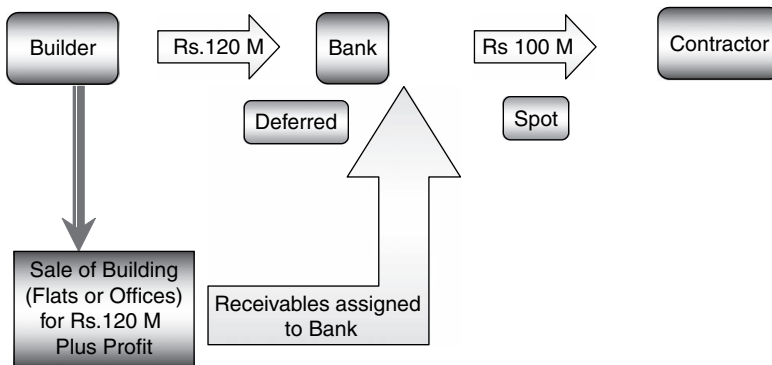 Builder
Rs.120 M
Bank
Rs 100 M
Contractor
Deferred
Spot
Sale of Building
(Flats or Offices)
for Rs.120 M
Plus Profit
Receivables assigned
to Bank